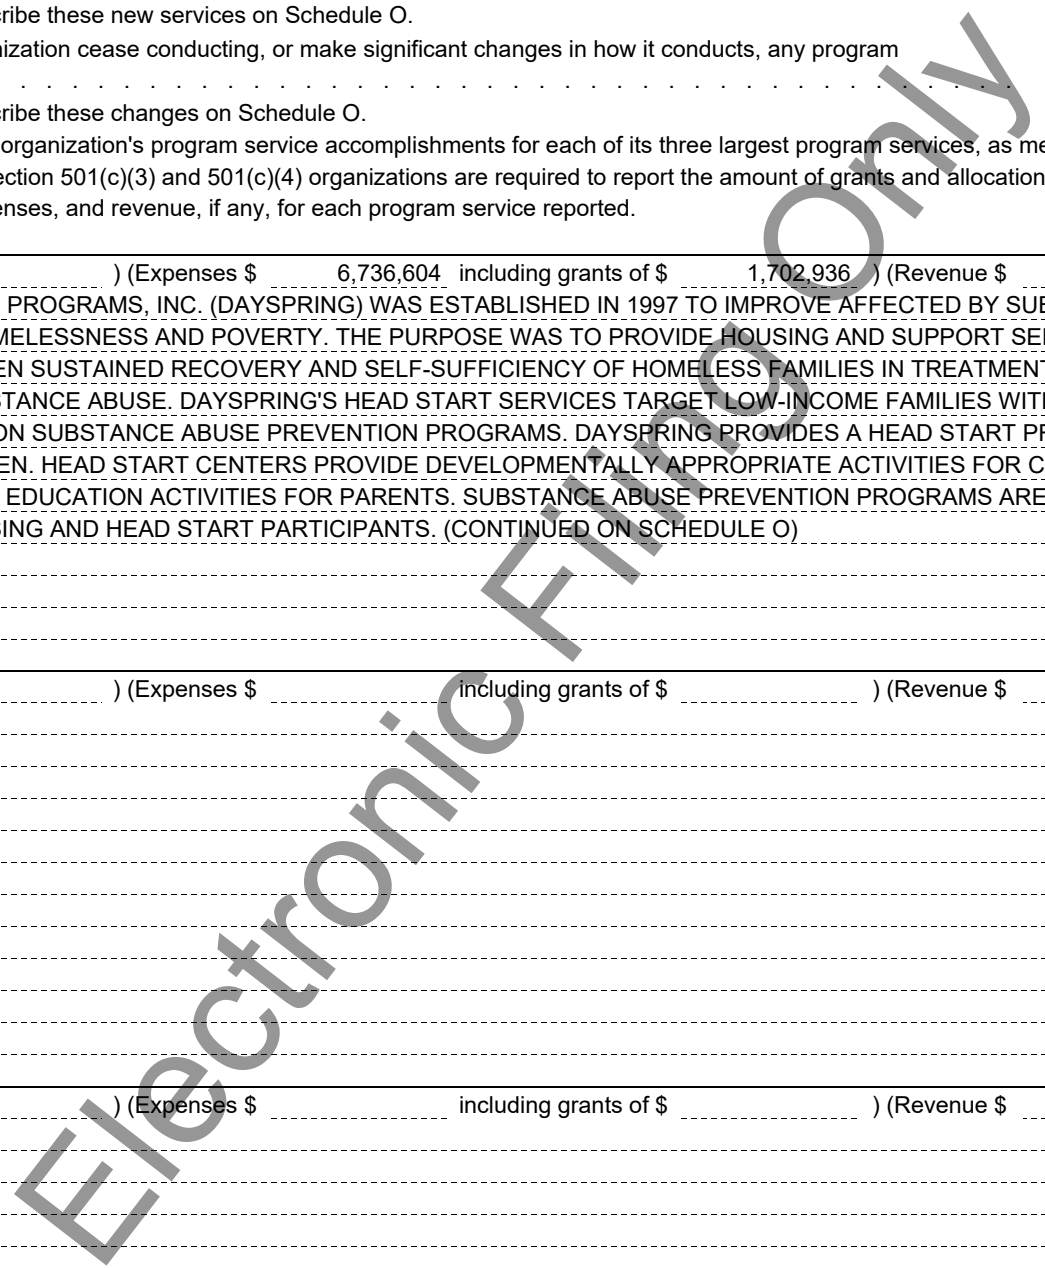 ribe these new services on Schedule O.
nization cease conducting, or make significant changes in how it conducts, any program
. . . . . . . . . . . . . . . . . . . . . . . . . . . . . . . . . . . . . . .
ribe these changes on Schedule O.
organization's program service accomplishments for each of its three largest program services, as me
ection 501(c)(3) and 501(c)(4) organizations are required to report the amount of grants and allocation
enses, and revenue, if any, for each program service reported.
) (Expenses $ 6,736,604 including grants of $ 1,702,936 ) (Revenue $
PROGRAMS, INC. (DAYSPRING) WAS ESTABLISHED IN 1997 TO IMPROVE AFFECTED BY SUB
MELESSNESS AND POVERTY. THE PURPOSE WAS TO PROVIDE HOUSING AND SUPPORT SE
EN SUSTAINED RECOVERY AND SELF-SUFFICIENCY OF HOMELESS FAMILIES IN TREATMENT
STANCE ABUSE. DAYSPRING'S HEAD START SERVICES TARGET LOW-INCOME FAMILIES WITH
ON SUBSTANCE ABUSE PREVENTION PROGRAMS. DAYSPRING PROVIDES A HEAD START PR
EN. HEAD START CENTERS PROVIDE DEVELOPMENTALLY APPROPRIATE ACTIVITIES FOR C
EDUCATION ACTIVITIES FOR PARENTS. SUBSTANCE ABUSE PREVENTION PROGRAMS ARE
SING AND HEAD START PARTICIPANTS. (CONTINUED ON SCHEDULE O)
) (Expenses $ including grants of $ ) (Revenue $
) (Expenses $ including grants of $ ) (Revenue $
Electronic Filing Only